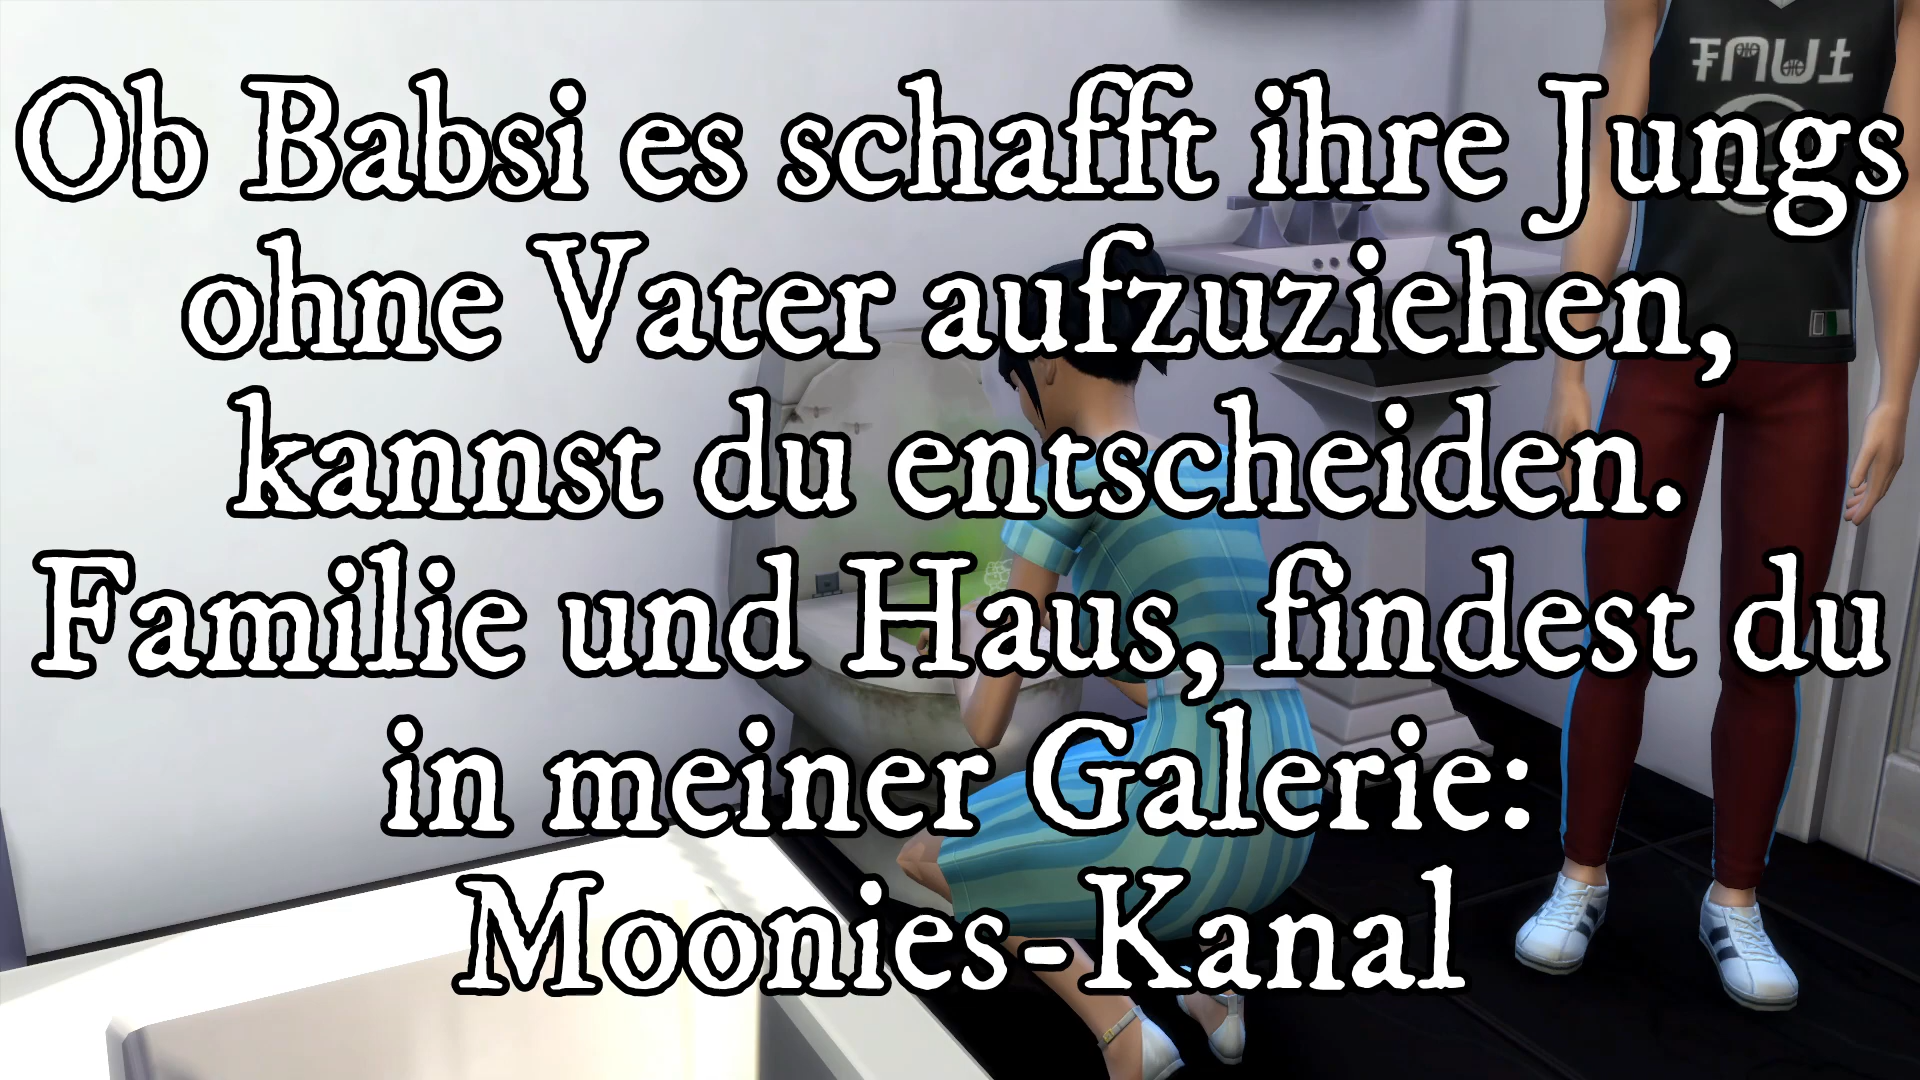 Ob Babsi es schafft ihre Jungs
ohne Vater aufzuziehen,
kannst du entscheiden.
Familie und Haus, findest du
in meiner Galerie:
Moonies-Kanal